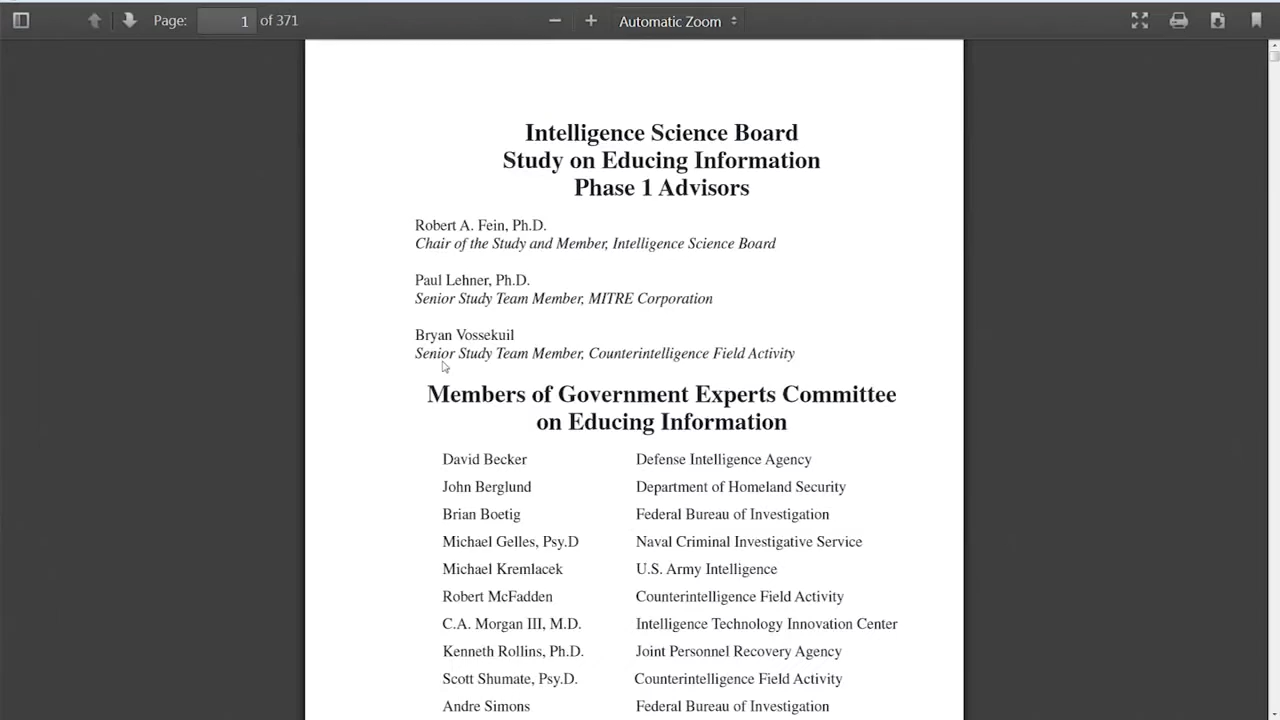 Page: 1 of 371
Automatic Zoom
Intelligence Science Board
Study on Educing Information
Phase 1 Advisors
Robert A. Fein, Ph.D.
Chair of the Study and Member, Intelligence Science Board
Paul Lehner, Ph.D.
Senior Study Team Member, MITRE Corporation
Bryan Vossekuil
Senior Study Team Member, Counterintelligence Field Activity
Members of Government Experts Committee
on Educing Information
David Becker Defense Intelligence Agency
John Berglund Department of Homeland Security
Brian Boetig Federal Bureau of Investigation
Michael Gelles, Psy.D Naval Criminal Investigative Service
Michael Kremlacek U.S. Army Intelligence
Robert McFadden Counterintelligence Field Activity
C.A. Morgan III, M.D. Intelligence Technology Innovation Center
Kenneth Rollins, Ph.D. Joint Personnel Recovery Agency
Scott Shumate, Psy.D. Counterintelligence Field Activity
Andre Simons Federal Bureau of Investigation